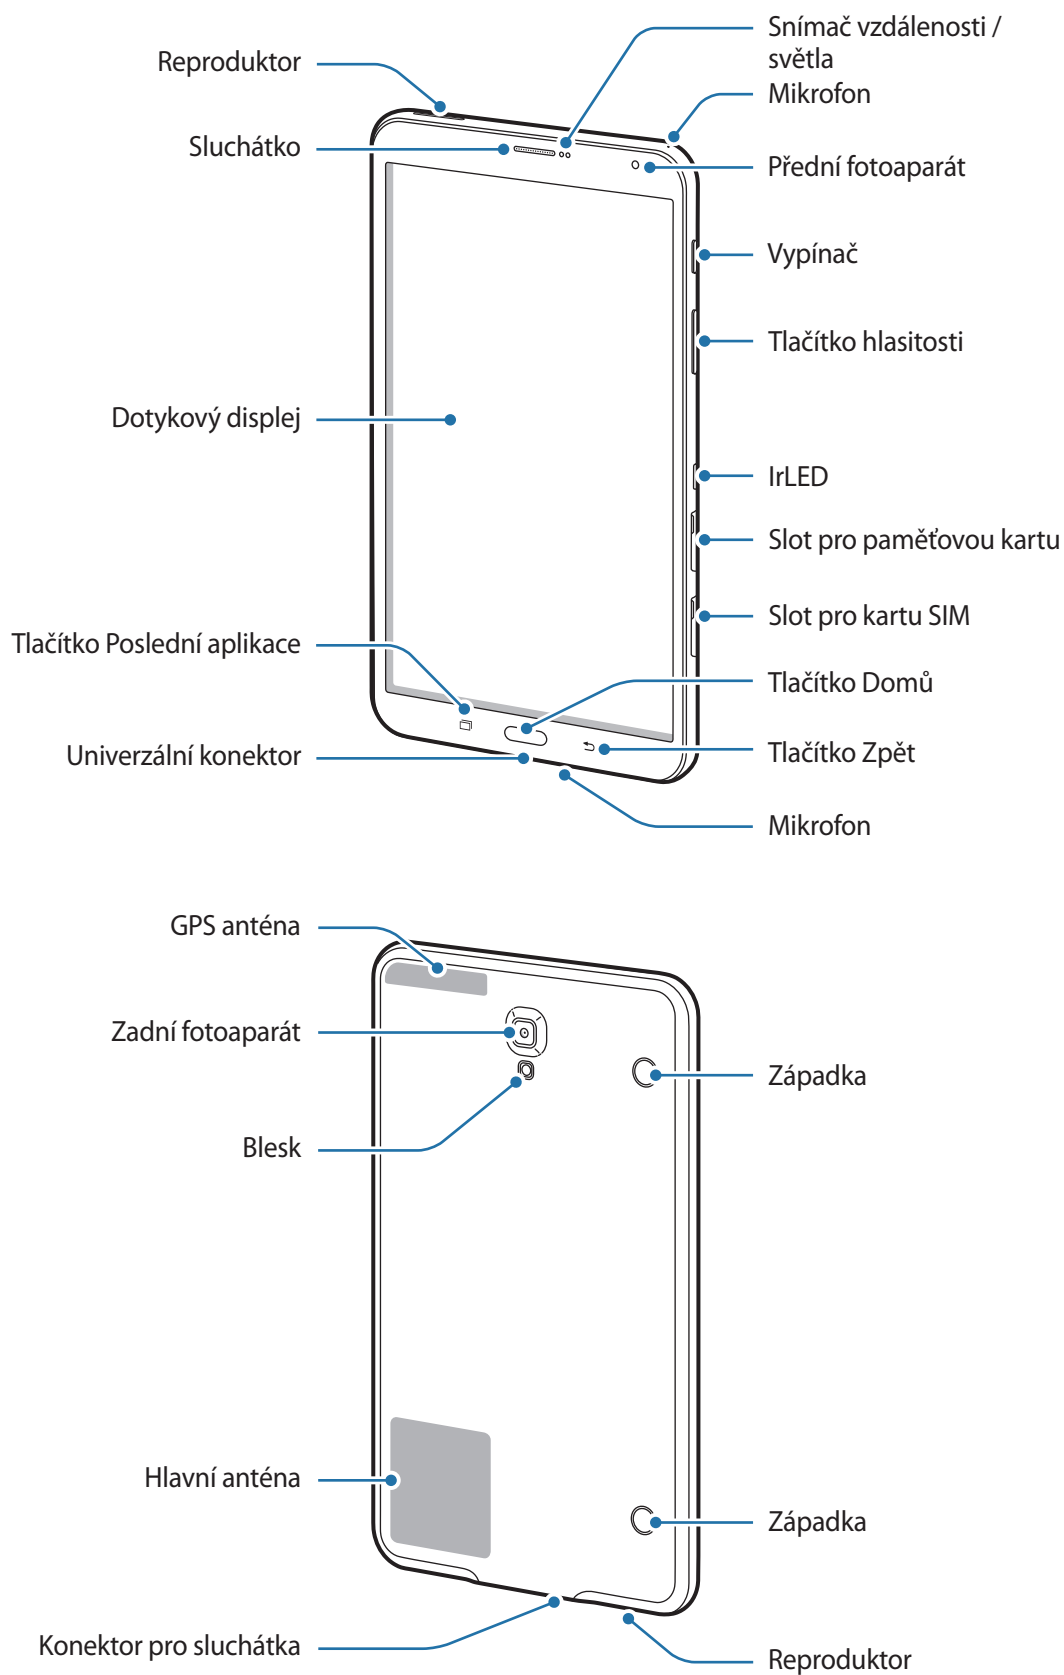 Snímač vzdálenosti /
světla
Reproduktor
Mikrofon
Sluchátko
Přední fotoaparát
Vypínač
Tlačítko hlasitosti
Dotykový displej
IrLED
Slot pro paměťovou kartu
Slot pro kartu SIM
Tlačítko Poslední aplikace
Tlačítko Domů
Univerzální konektor
Tlačítko Zpět
Mikrofon
GPS anténa
Zadní fotoaparát
Západka
Blesk
Hlavní anténa
Západka
Konektor pro sluchátka
Reproduktor